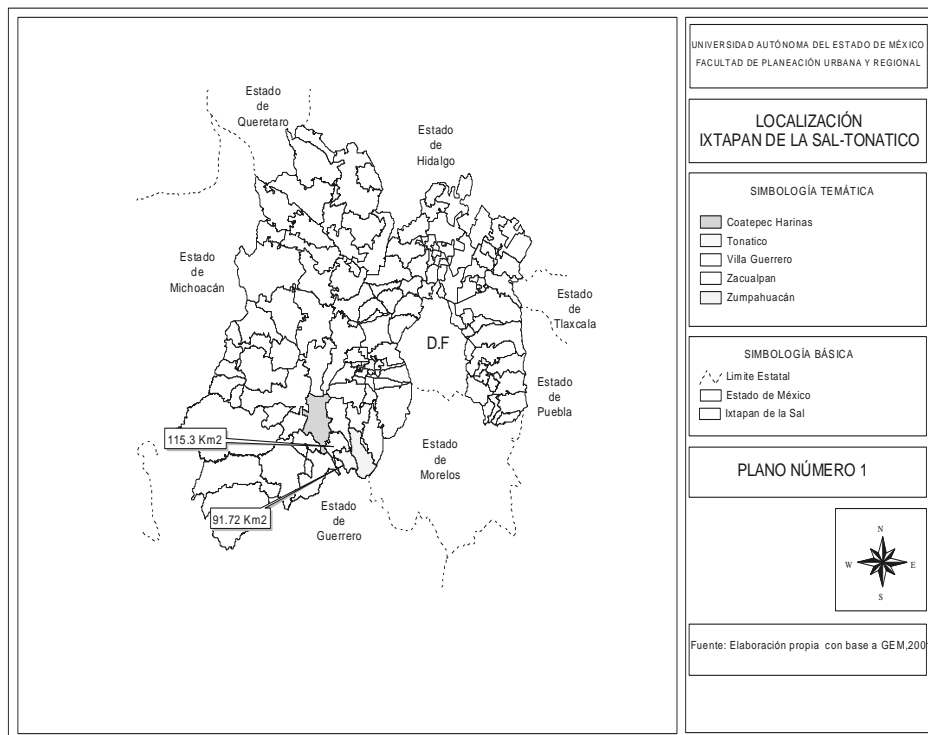 Estado
de
Queretaro
Estado
de
Hidalgo
Estado
de
Michoacán
Estado
de
Tlaxcala
D.F
Estado
de
Puebla
115.3 Km2
Estado
de
Morelos
91.72 Km2
Estado
de
Guerrero
UNIVERSIDAD AUTÓNOMA DEL ESTADO DE MÉXICO
FACULTAD DE PLANEACIÓN URBANA Y REGIONAL
LOCALIZACIÓN
IXTAPAN DE LA SAL-TONATICO
SIMBOLOGÍA TEMÁTICA
Coatepec Harinas
Tonatico
Villa Guerrero
Zacualpan
Zumpahuacán
SIMBOLOGÍA BÁSICA
Limite Estatal
Estado de México
Ixtapan de la Sal
PLANO NÚMERO 1
N
W E
S
Fuente: Elaboración propia con base a GEM,200